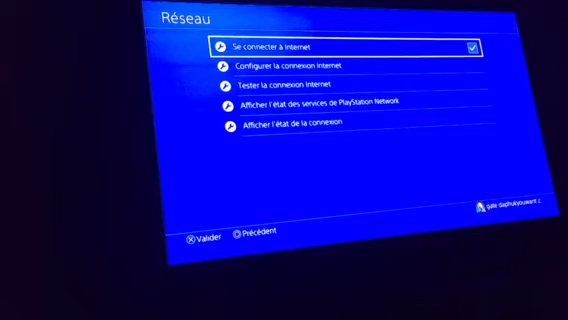 Réseau
Se connecter à Internet
Configurer la connexion Internet
Tester la connexion Internet
Afficher l'état des services de PlayStation Network
Afficher l'état de la connexion
Valider
Précédent